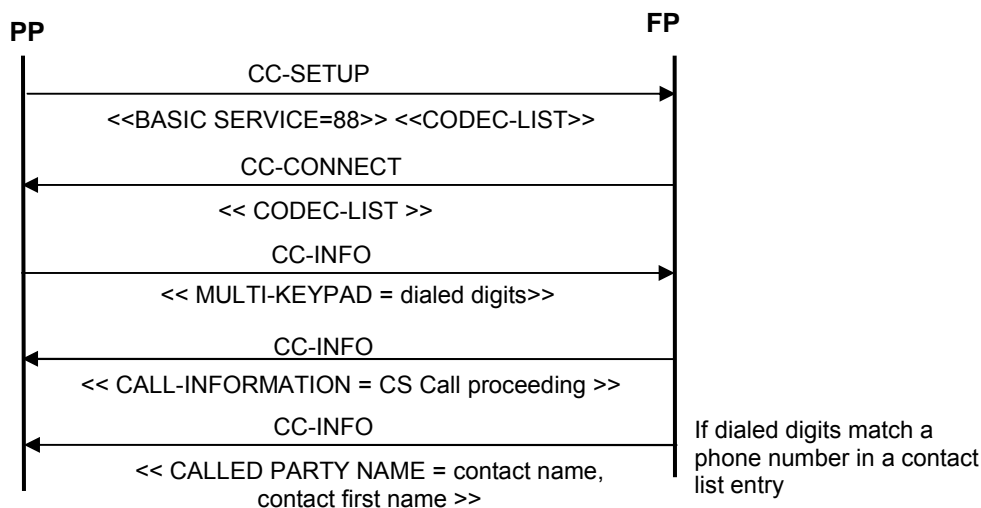 PP
FP
CC-SETUP
<<BASIC SERVICE=88>> <<CODEC-LIST>>
CC-CONNECT
<< CODEC-LIST >>
CC-INFO
<< MULTI-KEYPAD = dialed digits>>
CC-INFO
<< CALL-INFORMATION = CS Call proceeding >>
CC-INFO
<< CALLED PARTY NAME = contact name,
contact first name >>
If dialed digits match a
phone number in a contact
list entry